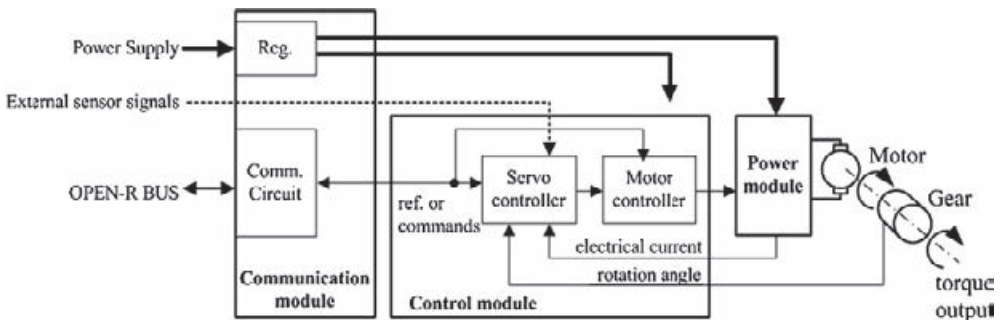 Power Supply
Reg.
External sensor signals
OPEN-R BUS
Comm.
Circuit
ref. or
commands
Servo
controller
Motor
controller
Power
module
Motor
Gear
electrical current
rotation angle
Communication
module
Control module
torque
output